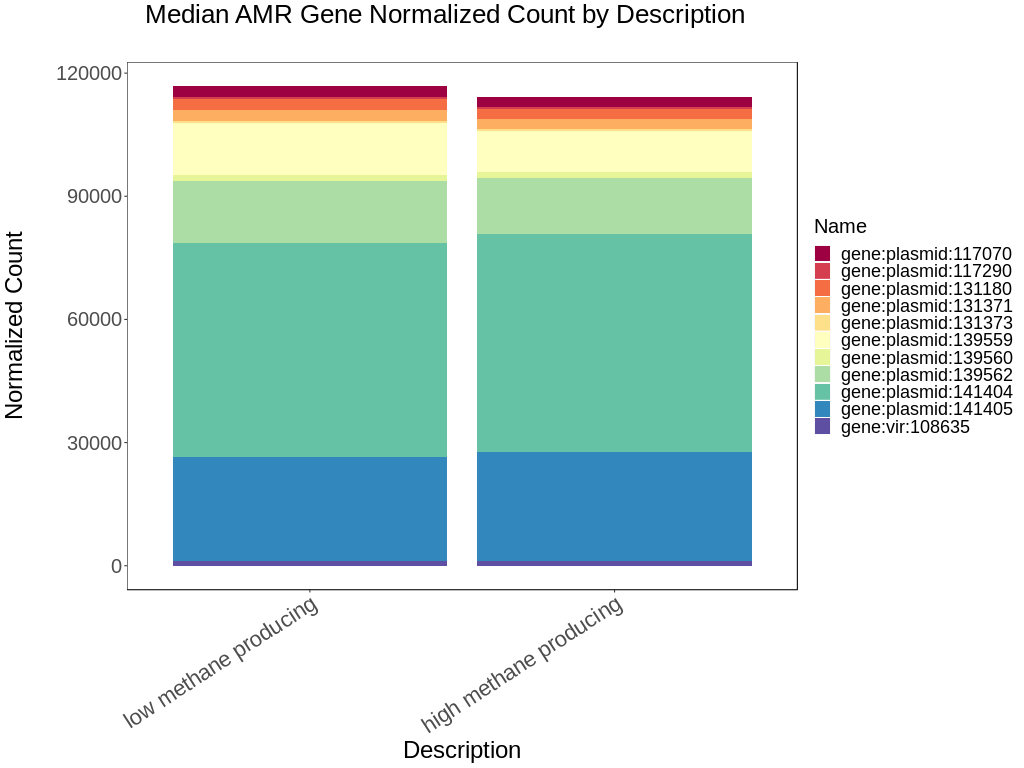 Median AMR Gene Normalized Count by Description
Normalized Count
120000
90000
60000
30000
0
low methane producing
high methane producing
Description
Name
gene:plasmid:117070
gene:plasmid:117290
gene:plasmid:131180
gene:plasmid:131371
gene:plasmid:131373
gene:plasmid:139559
gene:plasmid:139560
gene:plasmid:139562
gene:plasmid:141404
gene:plasmid:141405
gene:vir:108635